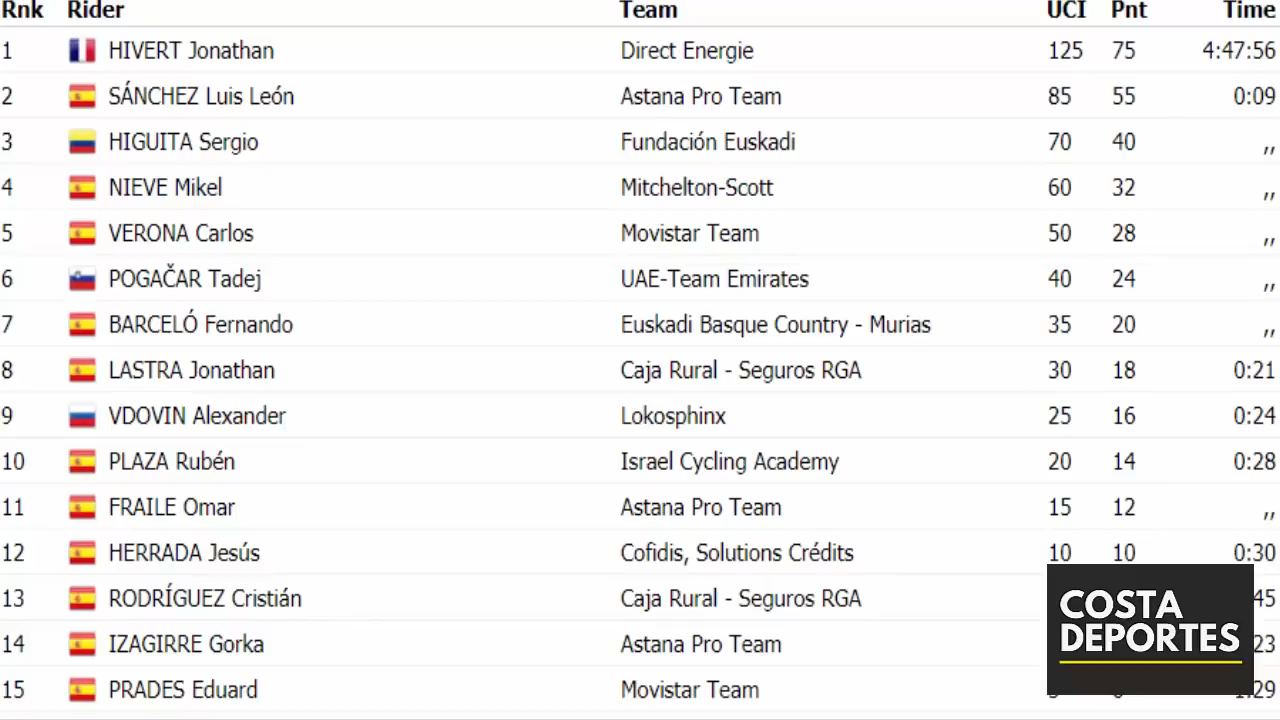 Rnk Rider Team UCI Pnt Time
1 HIVERT Jonathan Direct Energie 125 75 4:47:56
2 SÁNCHEZ Luis León Astana Pro Team 85 55 0:09
3 HIGUITA Sergio Fundación Euskadi 70 40 ,,
4 NIEVE Mikel Mitchelton-Scott 60 32 ,,
5 VERONA Carlos Movistar Team 50 28 ,,
6 POGAČAR Tadej UAE-Team Emirates 40 24 ,,
7 BARCELÓ Fernando Euskadi Basque Country - Murias 35 20 ,,
8 LASTRA Jonathan Caja Rural - Seguros RGA 30 18 0:21
9 VDOVIN Alexander Lokosphinx 25 16 0:24
10 PLAZA Rubén Israel Cycling Academy 20 14 0:28
11 FRAILE Omar Astana Pro Team 15 12 ,,
12 HERRADA Jesús Cofidis, Solutions Crédits 10 10 0:30
13 RODRÍGUEZ Cristián Caja Rural - Seguros RGA 45
14 IZAGIRRE Gorka Astana Pro Team 23
15 PRADES Eduard Movistar Team :29
COSTA
DEPORTES